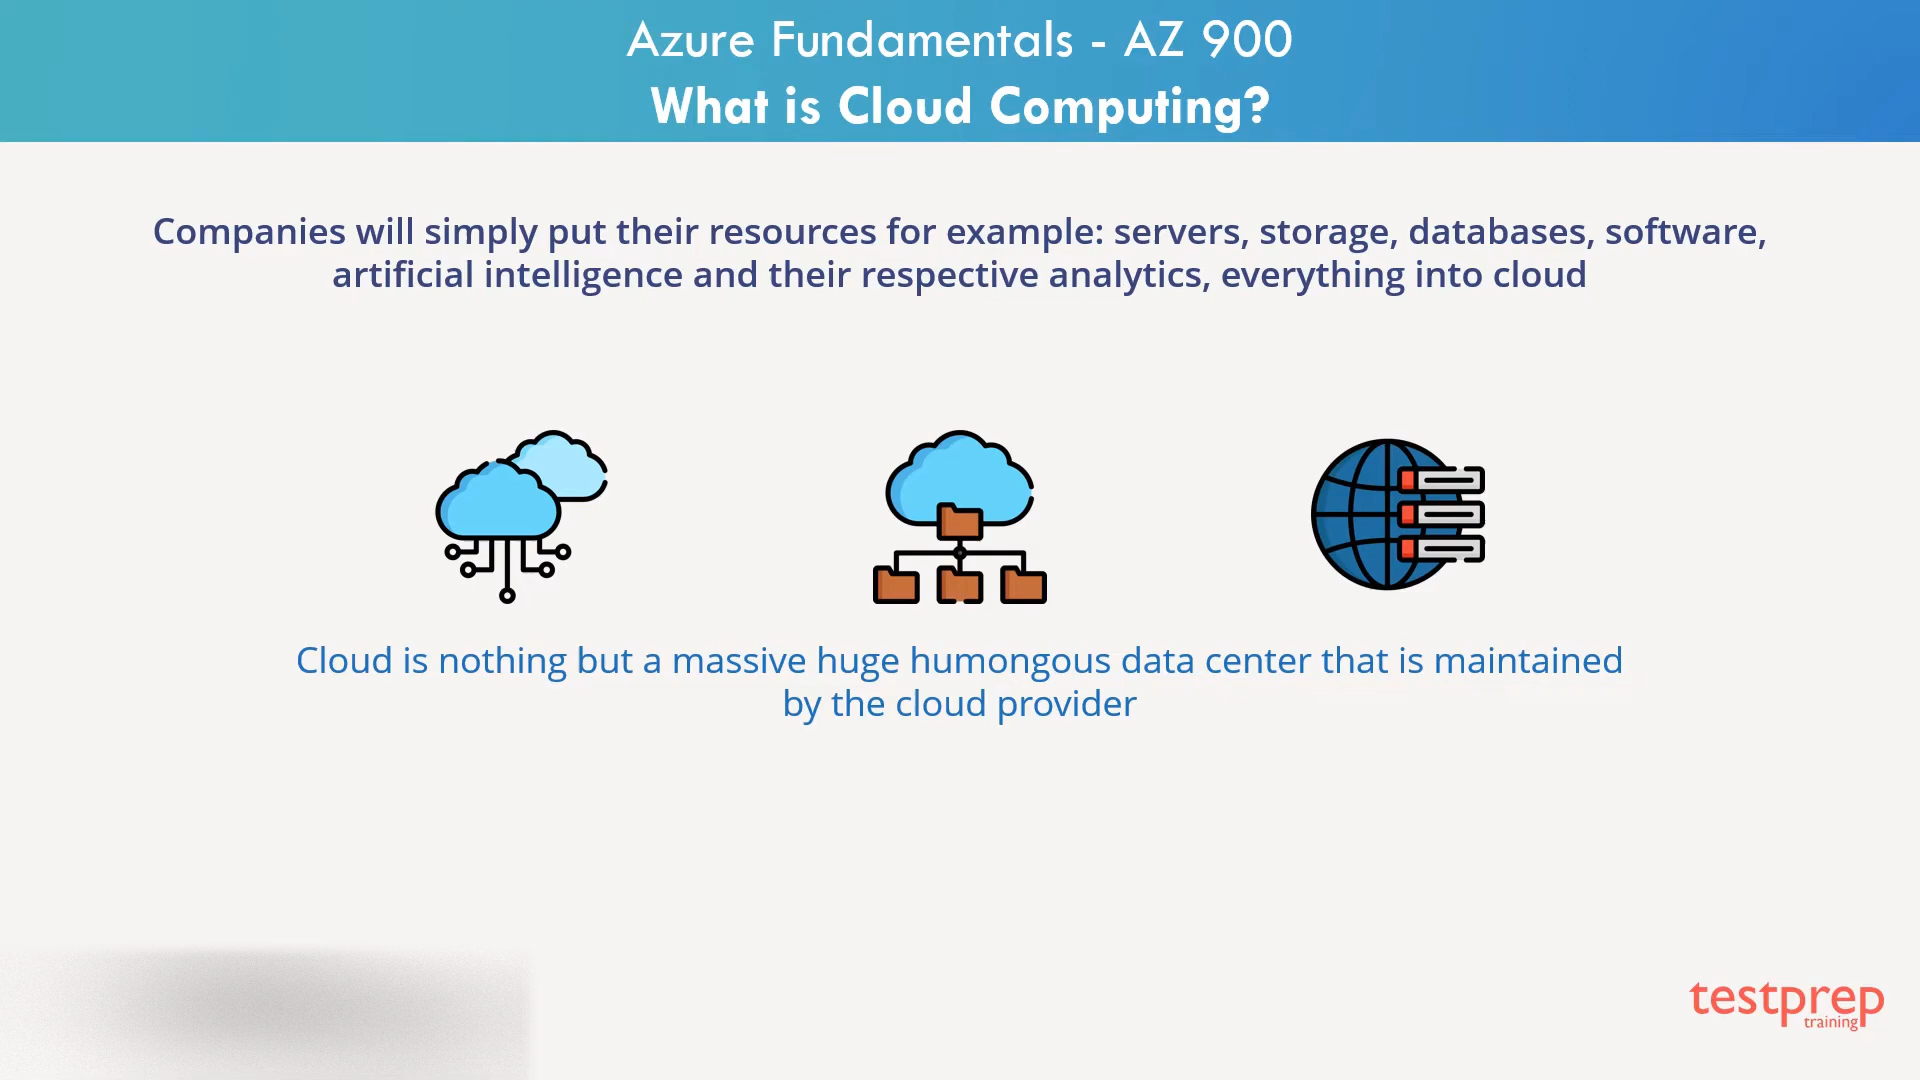 Azure Fundamentals - AZ 900
What is Cloud Computing?
Companies will simply put their resources for example: servers, storage, databases, software,
artificial intelligence and their respective analytics, everything into cloud
Cloud is nothing but a massive huge humongous data center that is maintained
by the cloud provider
testprep
training